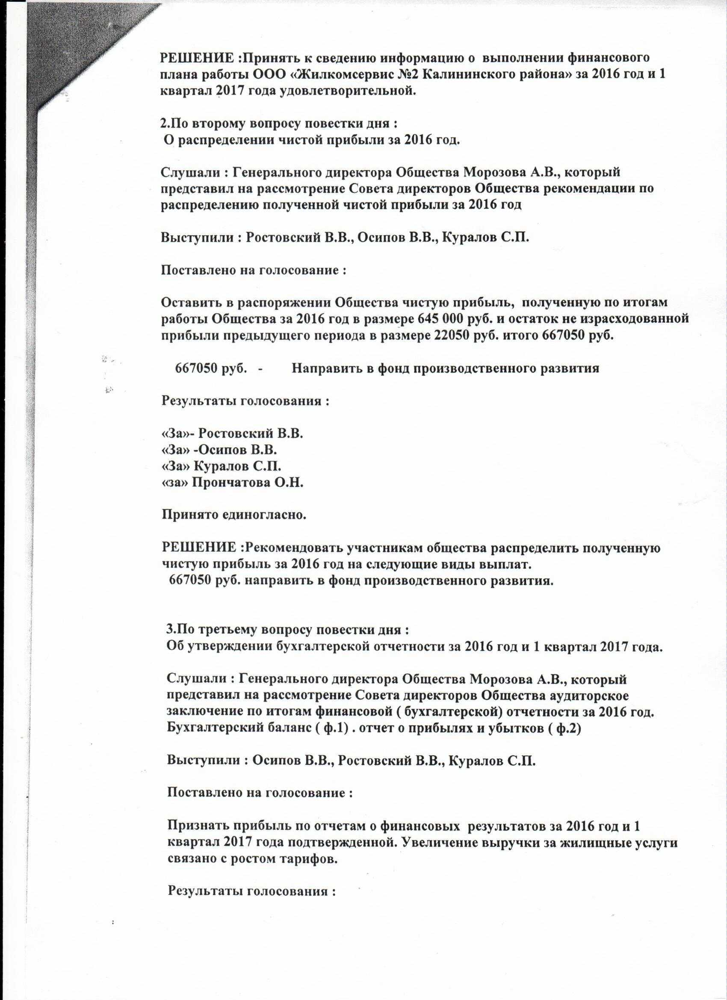 РЕШЕНИЕ :Принять к сведению информацию о выполнении финансового
плана работы ООО «Жилкомсервис №2 Калининского района» за 2016 год и 1
квартал 2017 года удовлетворительной.
2.По второму вопросу повестки дня :
О распределении чистой прибыли за 2016 год.
Слушали : Генерального директора Общества Морозова А.В., который
представил на рассмотрение Совета директоров Общества рекомендации по
распределению полученной чистой прибыли за 2016 год
Выступили : Ростовский В.В., Осипов В.В., Куралов С.П.
Поставлено на голосование :
Оставить в распоряжении Общества чистую прибыль, полученную по итогам
работы Общества за 2016 год в размере 645 000 руб. и остаток не израсходованной
прибыли предыдущего периода в размере 22050 руб. итого 667050 руб.
667050 руб. - Направить в фонд производственного развития
Результаты голосования :
«За»- Ростовский В.В.
«За» -Осипов В.В.
«За» Куралов С.П.
«за» Прончатова О.Н.
Принято единогласно.
РЕШЕНИЕ :Рекомендовать участникам общества распределить полученную
чистую прибыль за 2016 год на следующие виды выплат.
667050 руб. направить в фонд производственного развития.
3.По третьему вопросу повестки дня :
Об утверждении бухгалтерской отчетности за 2016 год и 1 квартал 2017 года.
Слушали : Генерального директора Общества Морозова А.В., который
представил на рассмотрение Совета директоров Общества аудиторское
заключение по итогам финансовой ( бухгалтерской) отчетности за 2016 год.
Бухгалтерский баланс ( ф.1) . отчет о прибылях и убытков ( ф.2)
Выступили : Осипов В.В., Ростовский В.В., Куралов С.П.
Поставлено на голосование :
Признать прибыль по отчетам о финансовых результатов за 2016 год и 1
квартал 2017 года подтвержденной. Увеличение выручки за жилищные услуги
связано с ростом тарифов.
Результаты голосования :